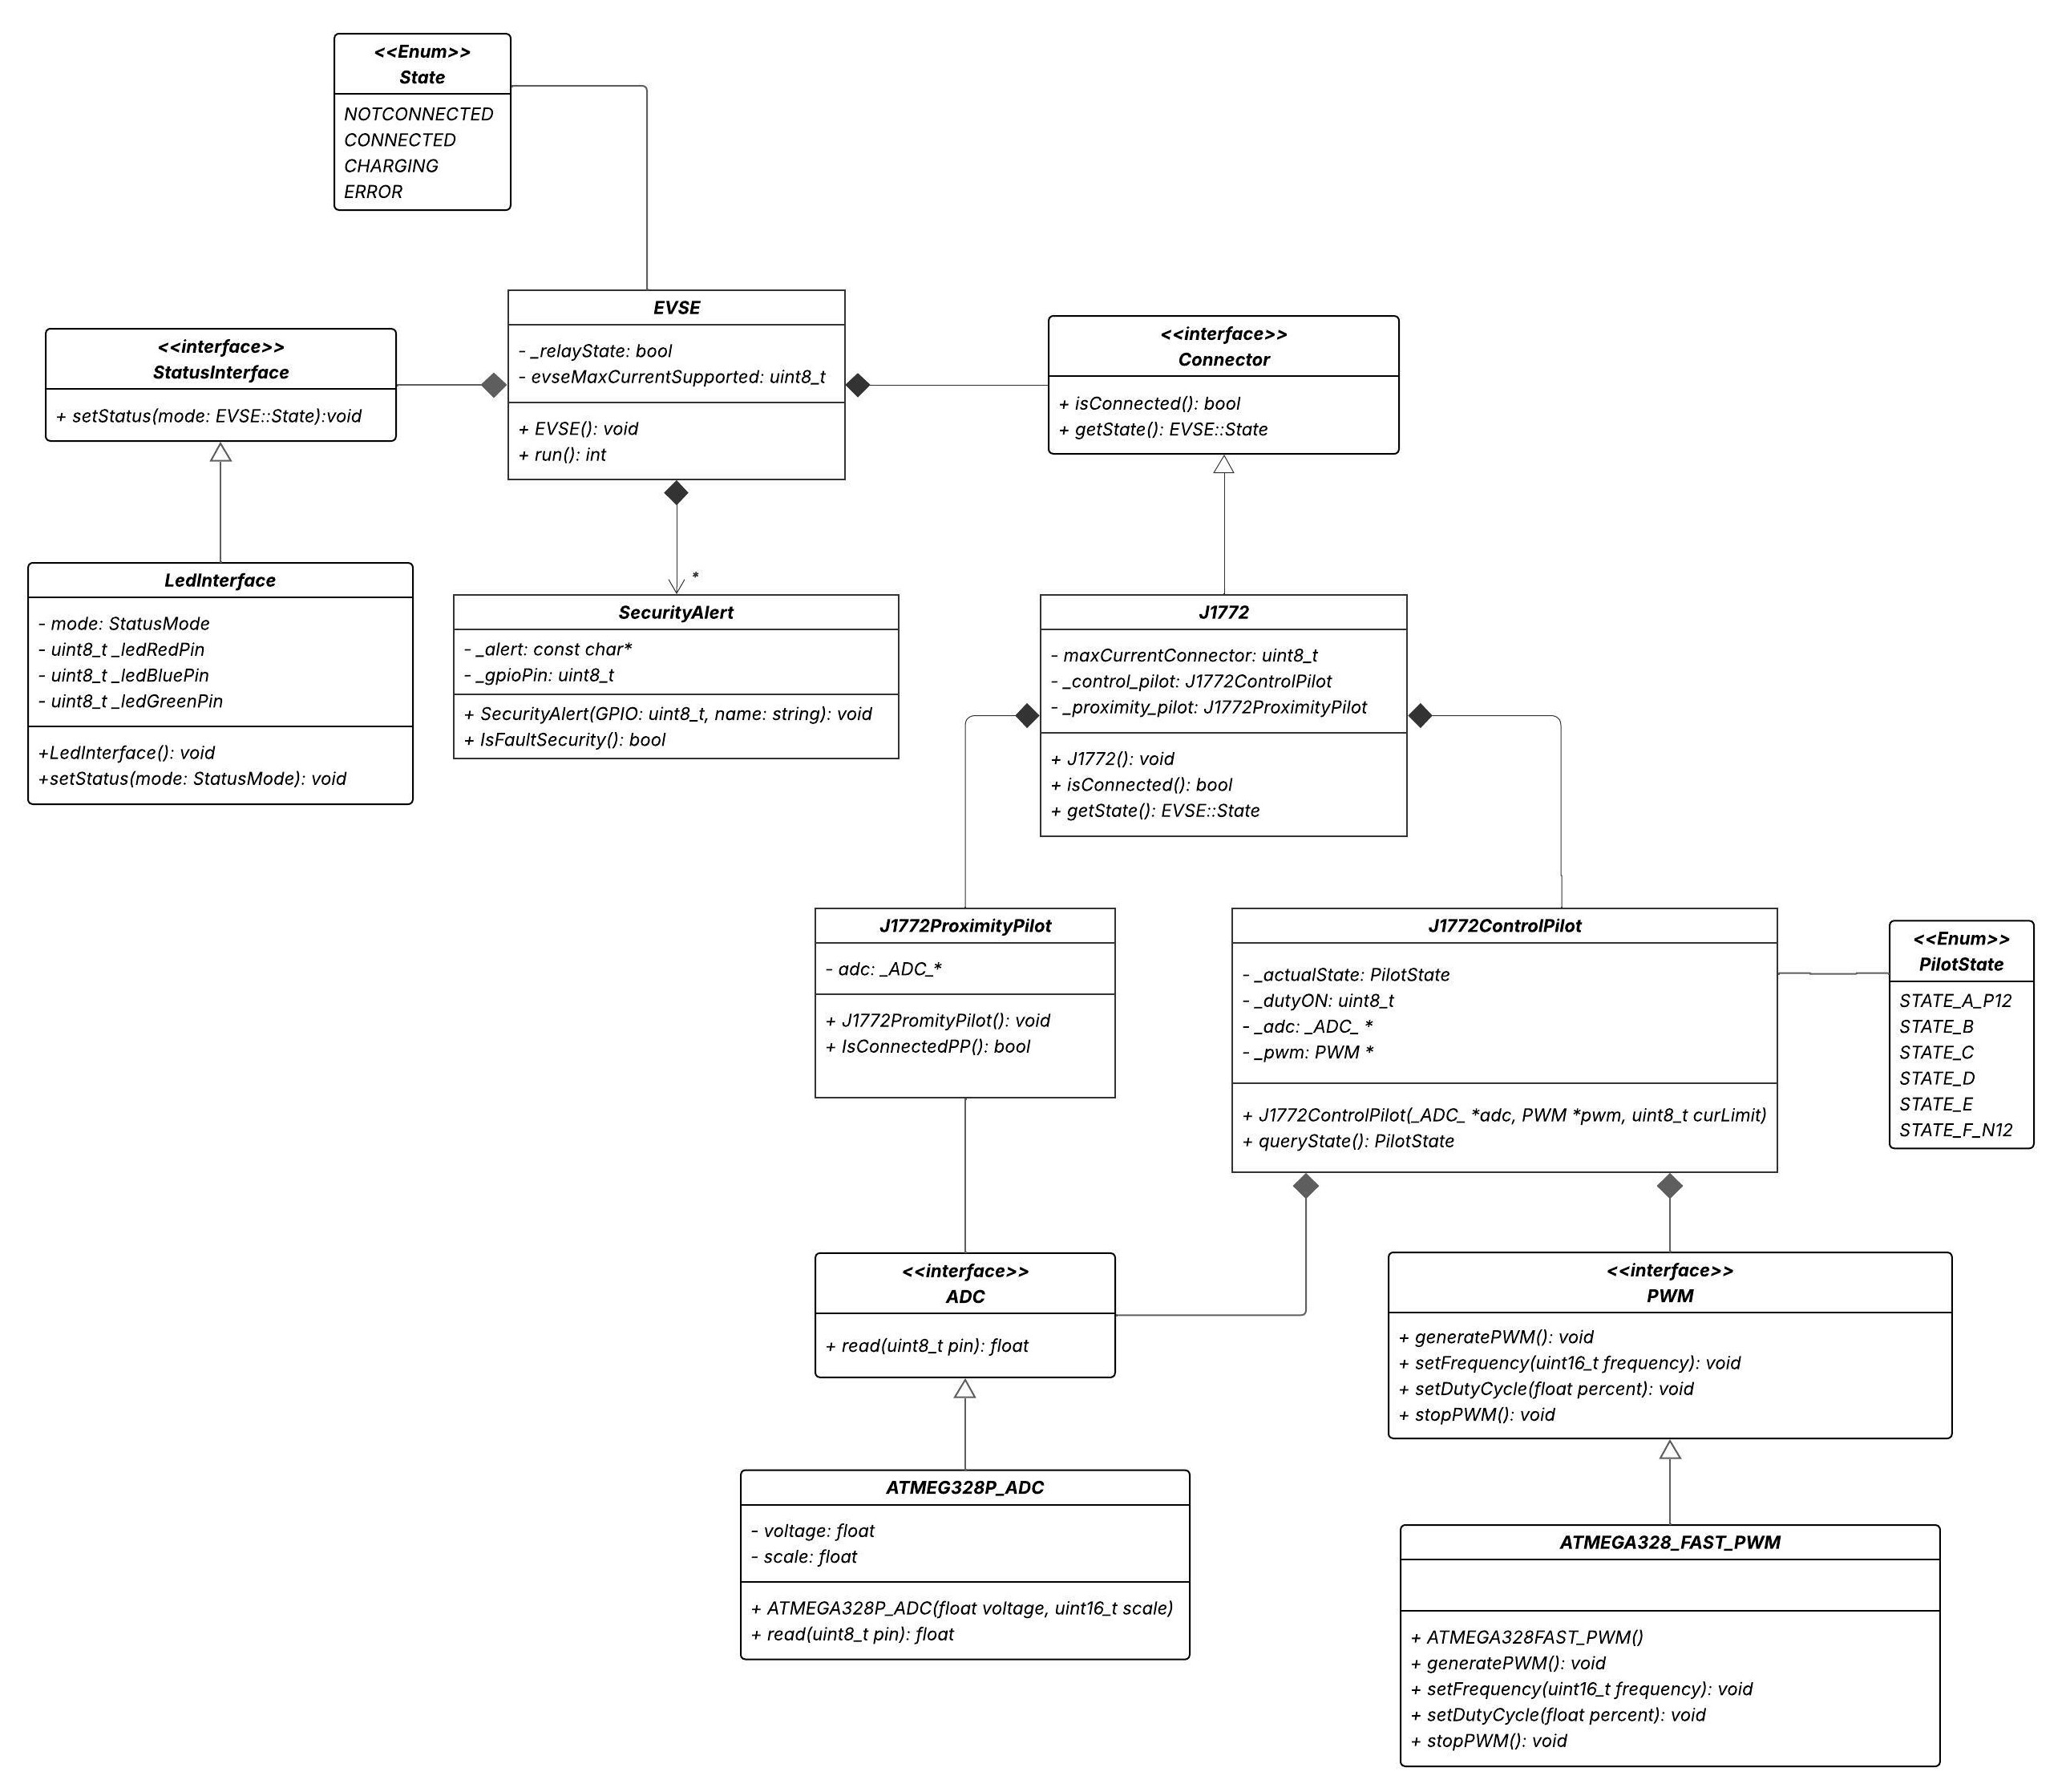 <<Enum>>
State
NOTCONNECTED
CONNECTED
CHARGING
ERROR
EVSE
- _relayState: bool
- evseMaxCurrentSupported: uint8_t
+ EVSE(): void
+ run(): int
<<interface>>
StatusInterface
+ setStatus(mode: EVSE::State):void
<<interface>>
Connector
+ isConnected(): bool
+ getState(): EVSE::State
LedInterface
- mode: StatusMode
- uint8_t _ledRedPin
- uint8_t _ledBluePin
- uint8_t _ledGreenPin
+LedInterface(): void
+setStatus(mode: StatusMode): void
*
SecurityAlert
- _alert: const char*
- _gpioPin: uint8_t
+ SecurityAlert(GPIO: uint8_t, name: string): void
+ IsFaultSecurity(): bool
J1772
- maxCurrentConnector: uint8_t
- _control_pilot: J1772ControlPilot
- _proximity_pilot: J1772ProximityPilot
+ J1772(): void
+ isConnected(): bool
+ getState(): EVSE::State
J1772ProximityPilot
- adc: _ADC_*
+ J1772PromityPilot(): void
+ IsConnectedPP(): bool
J1772ControlPilot
- _actualState: PilotState
- _dutyON: uint8_t
- _adc: _ADC_ *
- _pwm: PWM *
+ J1772ControlPilot(_ADC_ *adc, PWM *pwm, uint8_t curLimit)
+ queryState(): PilotState
<<Enum>>
PilotState
STATE_A_P12
STATE_B
STATE_C
STATE_D
STATE_E
STATE_F_N12
<<interface>>
ADC
+ read(uint8_t pin): float
<<interface>>
PWM
+ generatePWM(): void
+ setFrequency(uint16_t frequency): void
+ setDutyCycle(float percent): void
+ stopPWM(): void
ATMEG328P_ADC
- voltage: float
- scale: float
+ ATMEGA328P_ADC(float voltage, uint16_t scale)
+ read(uint8_t pin): float
ATMEGA328_FAST_PWM
+ ATMEGA328FAST_PWM()
+ generatePWM(): void
+ setFrequency(uint16_t frequency): void
+ setDutyCycle(float percent): void
+ stopPWM(): void